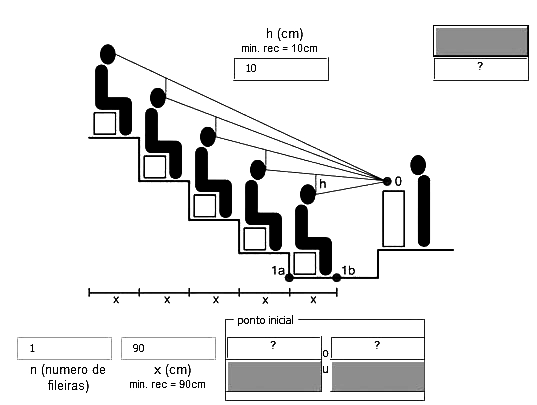 h (cm)
min. rec = 10cm
10
?
0
h
1a
1b
x x x x x
ponto inicial
1
90
?
o
u
?
n (numero de
fileiras)
x (cm)
min. rec = 90cm